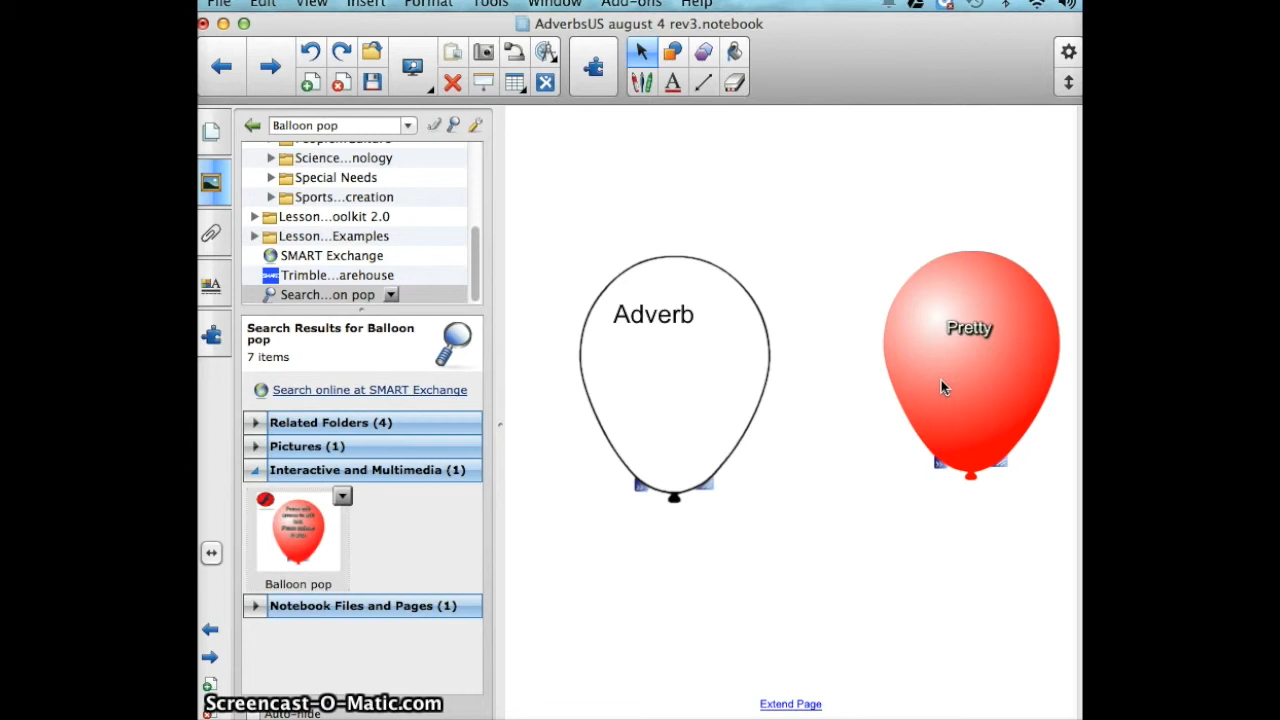 File Edit View Insert Format Tools Window Add-ons Help
AdverbsUS august 4 rev3.notebook
Balloon pop
Science...nology
Special Needs
Sports...creation
Lesson...oolkit 2.0
Lesson...Examples
SMART Exchange
Trimble...arehouse
Search...on pop
Search Results for Balloon
pop
7 items
Search online at SMART Exchange
Related Folders (4)
Pictures (1)
Interactive and Multimedia (1)
Balloon pop
Notebook Files and Pages (1)
Auto-hide
Adverb
Pretty
Extend Page
Screencast-O-Matic.com